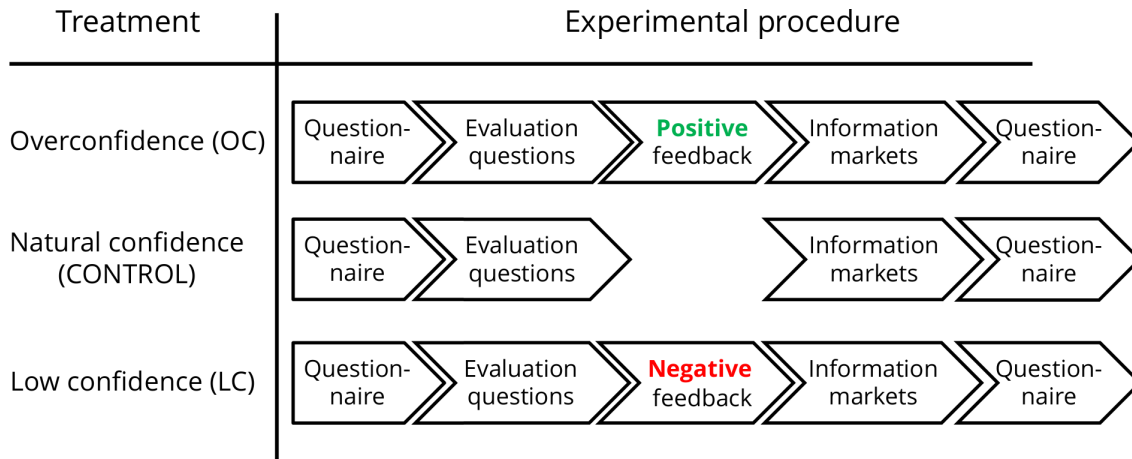 Treatment
Experimental procedure
Overconfidence (OC)
Question-
naire
Evaluation
questions
Positive
feedback
Information
markets
Question-
naire
Natural confidence
(CONTROL)
Question-
naire
Evaluation
questions
Information
markets
Question-
naire
Low confidence (LC)
Question-
naire
Evaluation
questions
Negative
feedback
Information
markets
Question-
naire